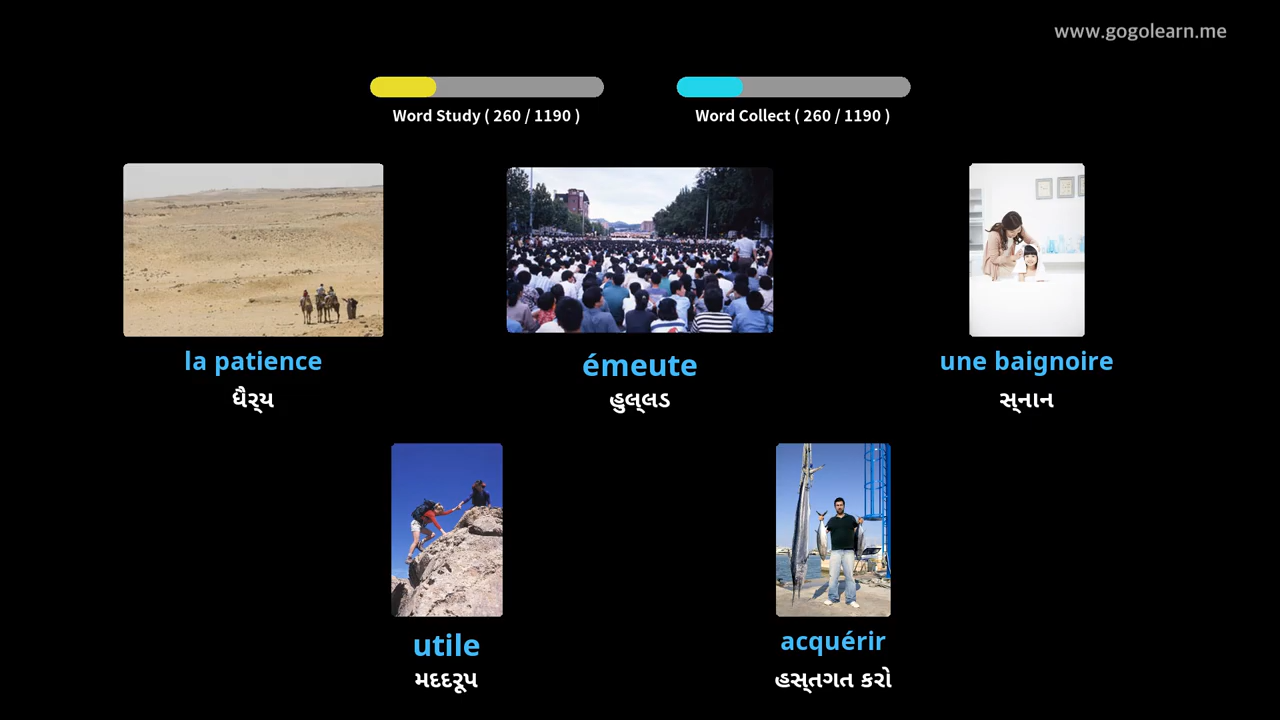 www.gogolearn.me
Word Study ( 260 / 1190 )
Word Collect ( 260 / 1190 )
la patience
ધૈર્ય
émeute
હુલ્લડ
une baignoire
સ્નાન
utile
મદદરૂપ
acquérir
હસ્તગત કરો